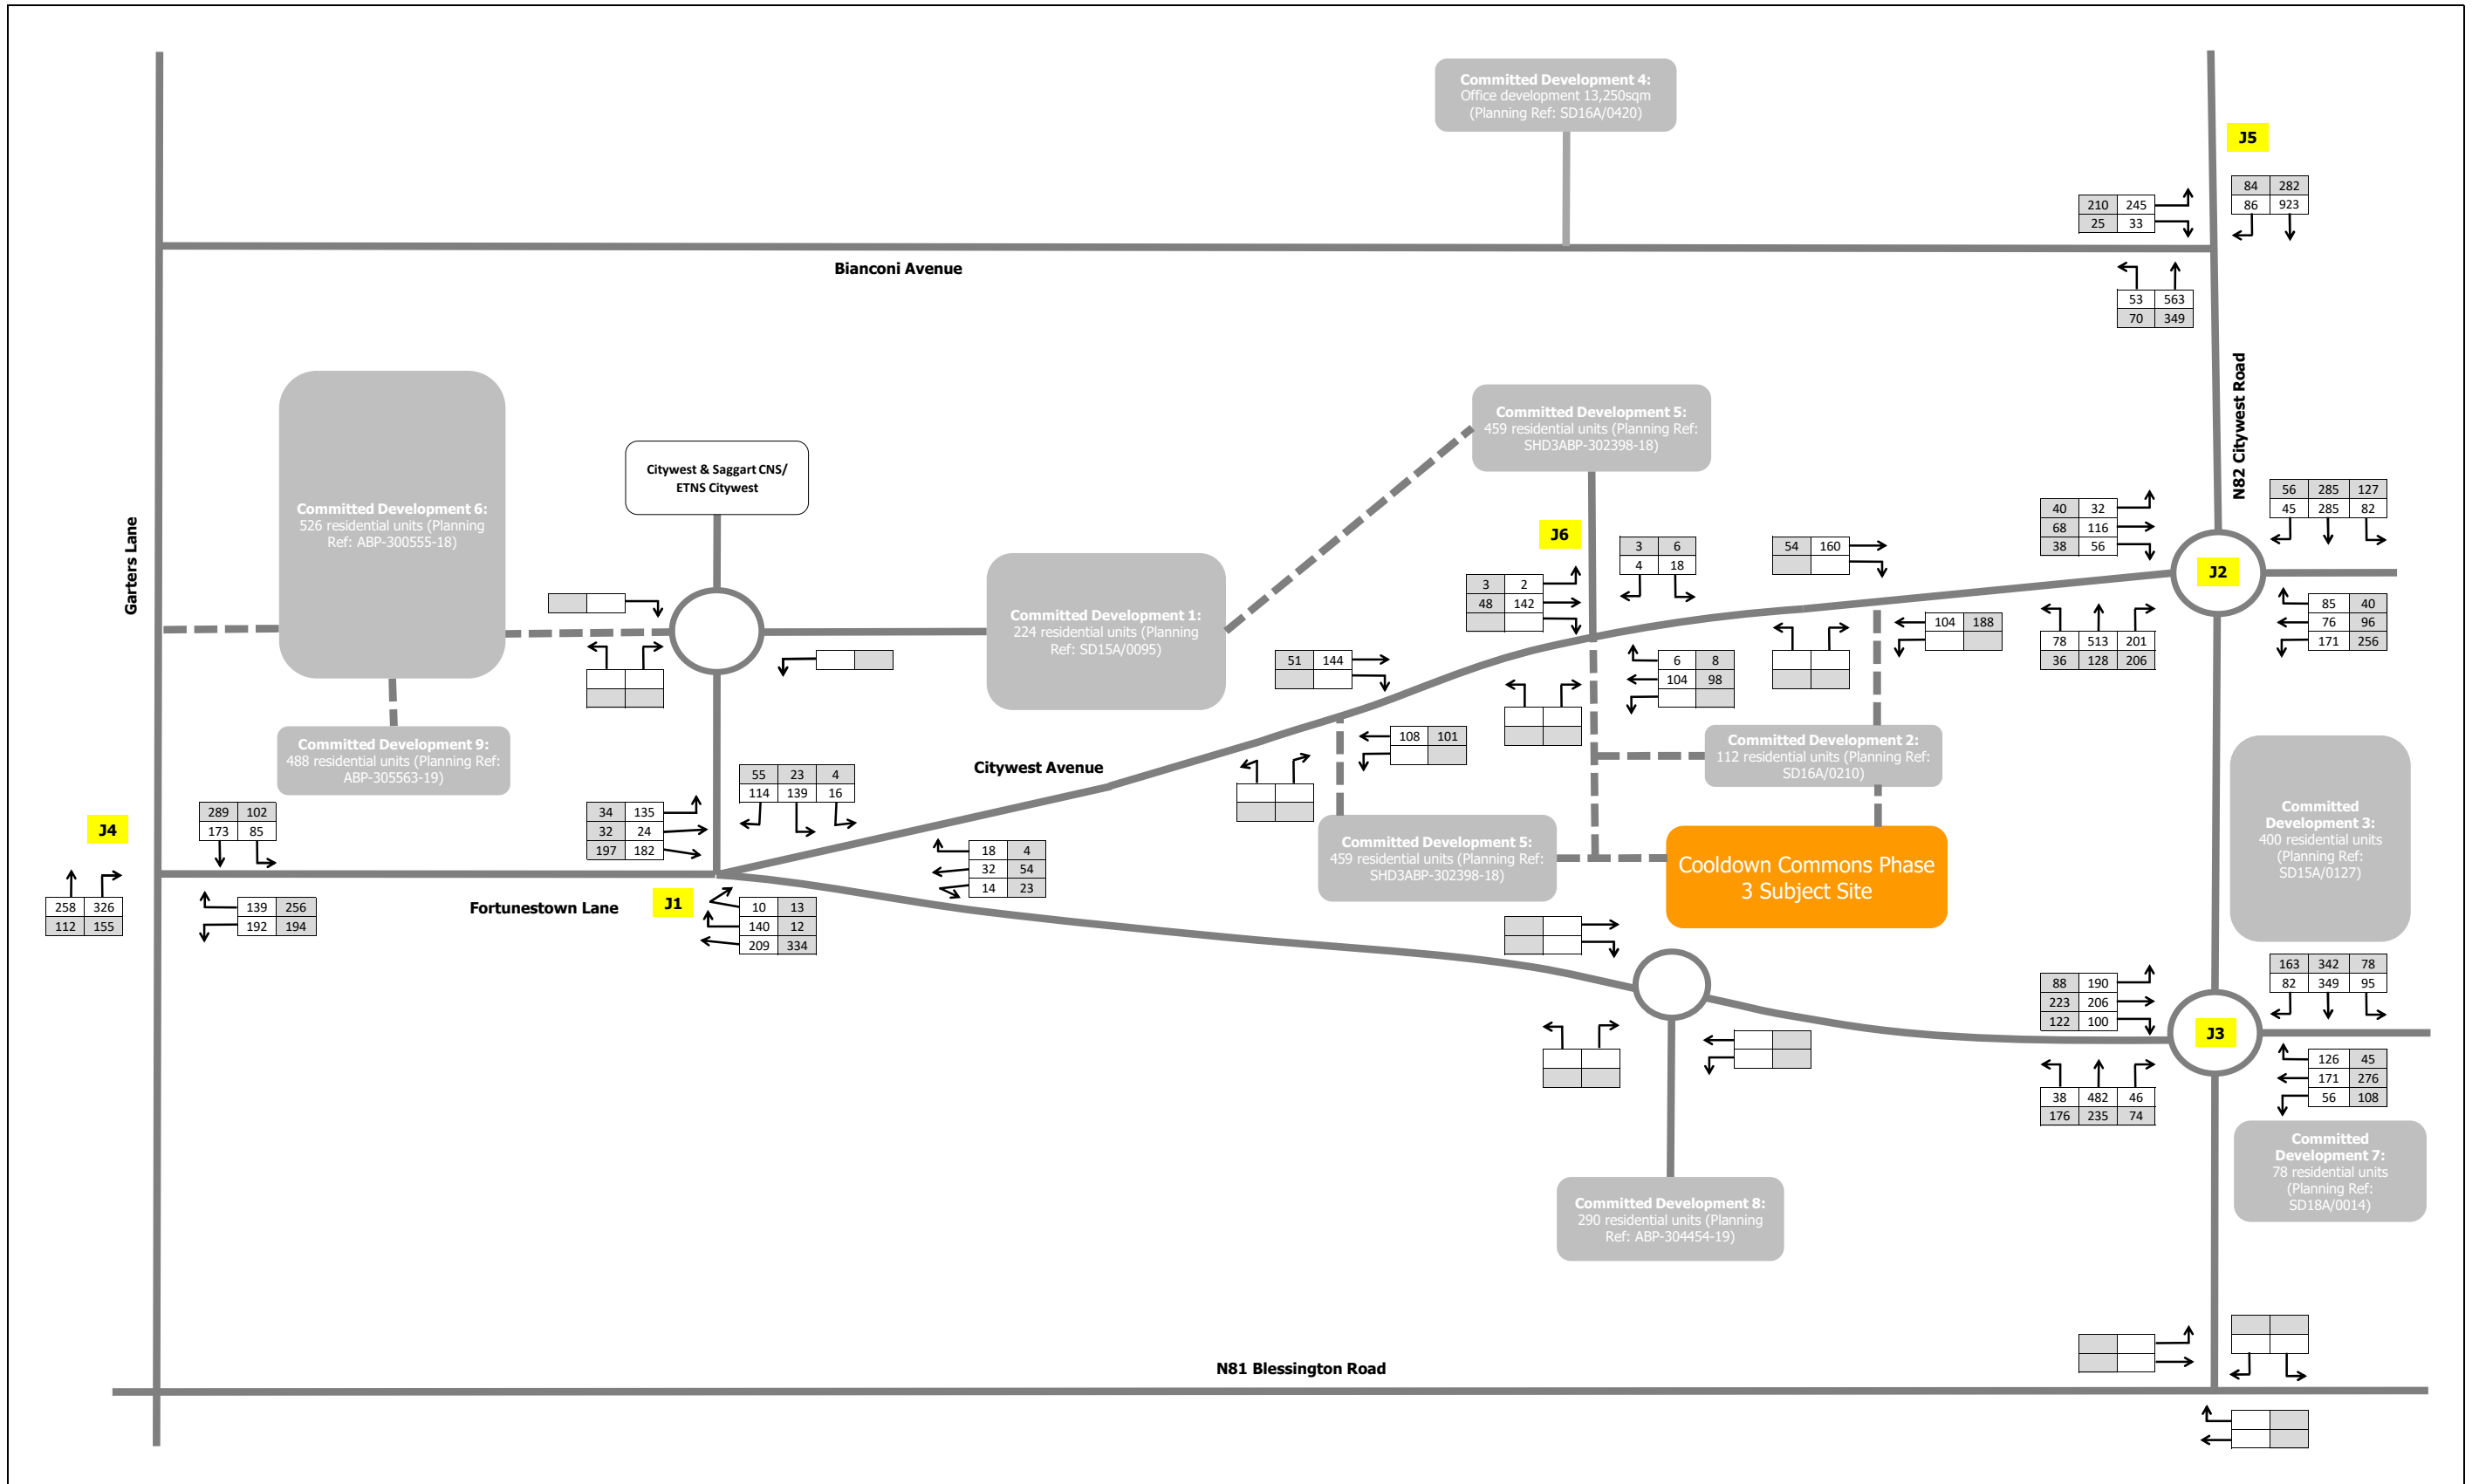 Committed Development 4:
Office development 13,250sqm
(Planning Ref: SD16A/0420)
J5
84 282
86 923
210 245
25 33
Bianconi Avenue
53 563
70 349
N82 Citywest Road
Committed Development 5:
459 residential units (Planning Ref:
SHD3ABP-302398-18)
Citywest & Saggart CNS/
ETNS Citywest
Committed Development 6:
526 residential units (Planning
Ref: ABP-300555-18)
Garters Lane
J6
3 6
4 18
54 160
40 32
68 116
38 56
56 285 127
45 285 82
J2
3 2
48 142
Committed Development 1:
224 residential units (Planning
Ref: SD15A/0095)
85 40
76 96
171 256
104 188
78 513 201
36 128 206
51 144
6 8
104 98
108 101
Committed Development 9:
488 residential units (Planning Ref:
ABP-305563-19)
Committed Development 2:
112 residential units (Planning Ref:
SD16A/0210)
Citywest Avenue
55 23 4
114 139 16
Committed
Development 3:
400 residential units
(Planning Ref:
SD15A/0127)
J4
289 102
173 85
34 135
32 24
197 182
Committed Development 5:
459 residential units (Planning Ref:
SHD3ABP-302398-18)
Cooldown Commons Phase
3 Subject Site
18 4
32 54
14 23
258 326
112 155
139 256
192 194
Fortunestown Lane
J1
10 13
140 12
209 334
88 190
223 206
122 100
163 342 78
82 349 95
J3
126 45
171 276
56 108
38 482 46
176 235 74
Committed
Development 7:
78 residential units
(Planning Ref:
SD18A/0014)
Committed Development 8:
290 residential units (Planning
Ref: ABP-304454-19)
N81 Blessington Road